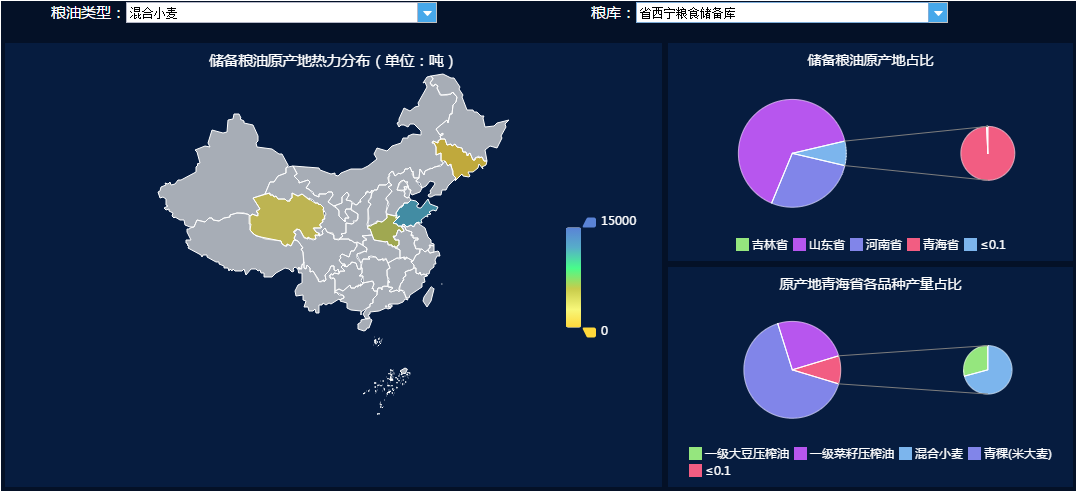 粮油类型：混合小麦
粮库：省西宁粮食储备库
储备粮油原产地热力分布（单位：吨）
15000
0
储备粮油原产地占比
吉林省 山东省 河南省 青海省 ≤0.1
原产地青海省各品种产量占比
一级大豆压榨油 一级菜籽压榨油 混合小麦 青稞(米大麦)
≤0.1